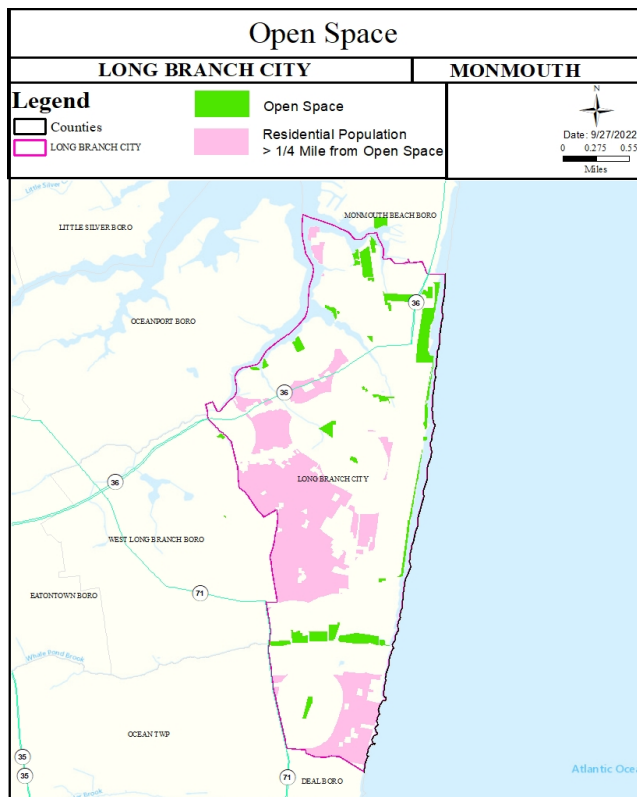 Open Space
LONG BRANCH CITY
MONMOUTH
Legend
Counties
LONG BRANCH CITY
Open Space
Residential Population
> 1/4 Mile from Open Space
N
Date: 9/27/2022
0 0.275 0.55
Miles
Little Silver
MONMOUTH BEACH BORO
LITTLE SILVER BORO
36
OCEANPORT BORO
36
36
LONG BRANCH CITY
WEST LONG BRANCH BORO
71
EATONTOWN BORO
Whale Pond Brook
OCEAN TWP
35
35
71
DEAL BORO
Atlantic Ocea
Brook